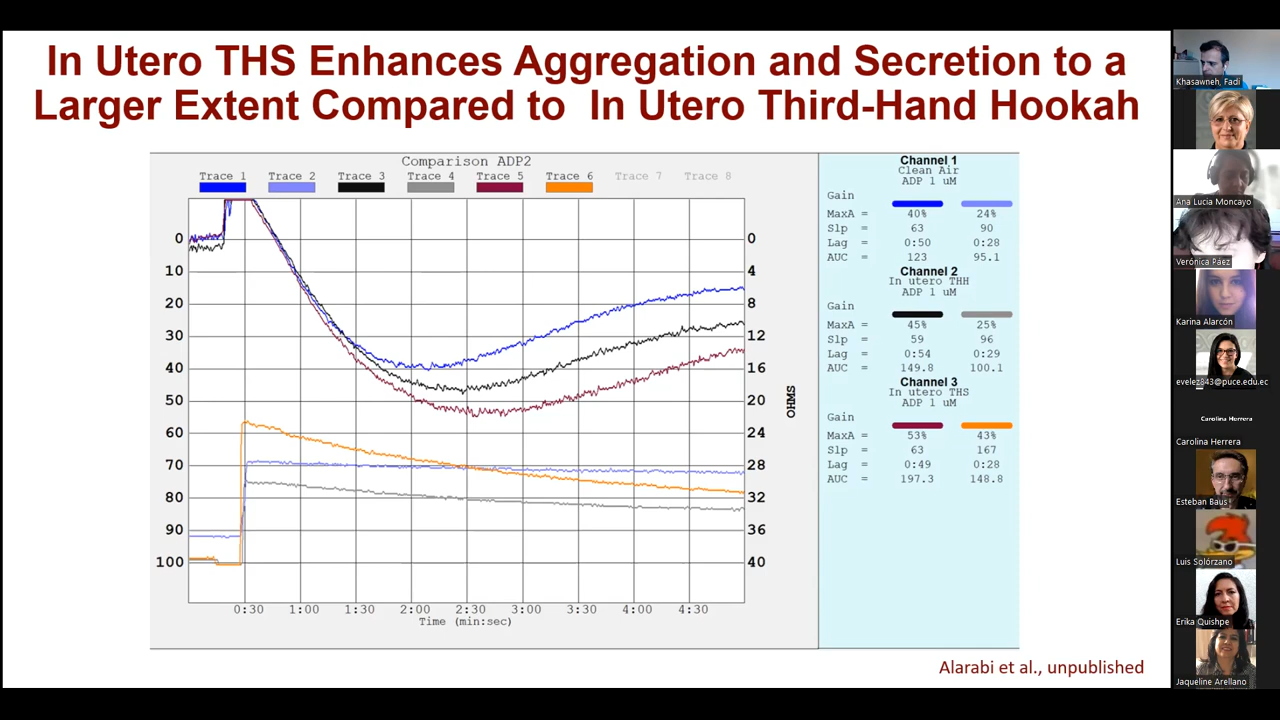 In Utero THS Enhances Aggregation and Secretion to a
Larger Extent Compared to In Utero Third-Hand Hookah
Comparison ADP2
Trace 1 Trace 2 Trace 3 Trace 4 Trace 5 Trace 6 Trace 7 Trace 8
0 0
10 4
20 8
30 12
40 16
50 20
60 24
70 28
80 32
90 36
100 40
OHMS
0:30 1:00 1:30 2:00 2:30 3:00 3:30 4:00 4:30
Time (min:sec)
Channel 1
Clean Air
ADP 1 uM
Gain
MaxA = 40% 24%
Slp = 63 90
Lag = 0:50 0:28
AUC = 123 95.1
Channel 2
In utero THH
ADP 1 uM
Gain
MaxA = 45% 25%
Slp = 59 96
Lag = 0:54 0:29
AUC = 149.8 100.1
Channel 3
In utero THS
ADP 1 uM
Gain
MaxA = 53% 43%
Slp = 63 167
Lag = 0:49 0:28
AUC = 197.3 148.8
Alarabi et al., unpublished
Khasawneh, Fadi
Ana Lucia Moncayo
Verónica Páez
Karina Alarcón
evelez843@puce.edu.ec
Carolina Herrera
Carolina Herrera
Esteban Baus
Luis Solórzano
Erika Quishpe
Jaqueline Arellano